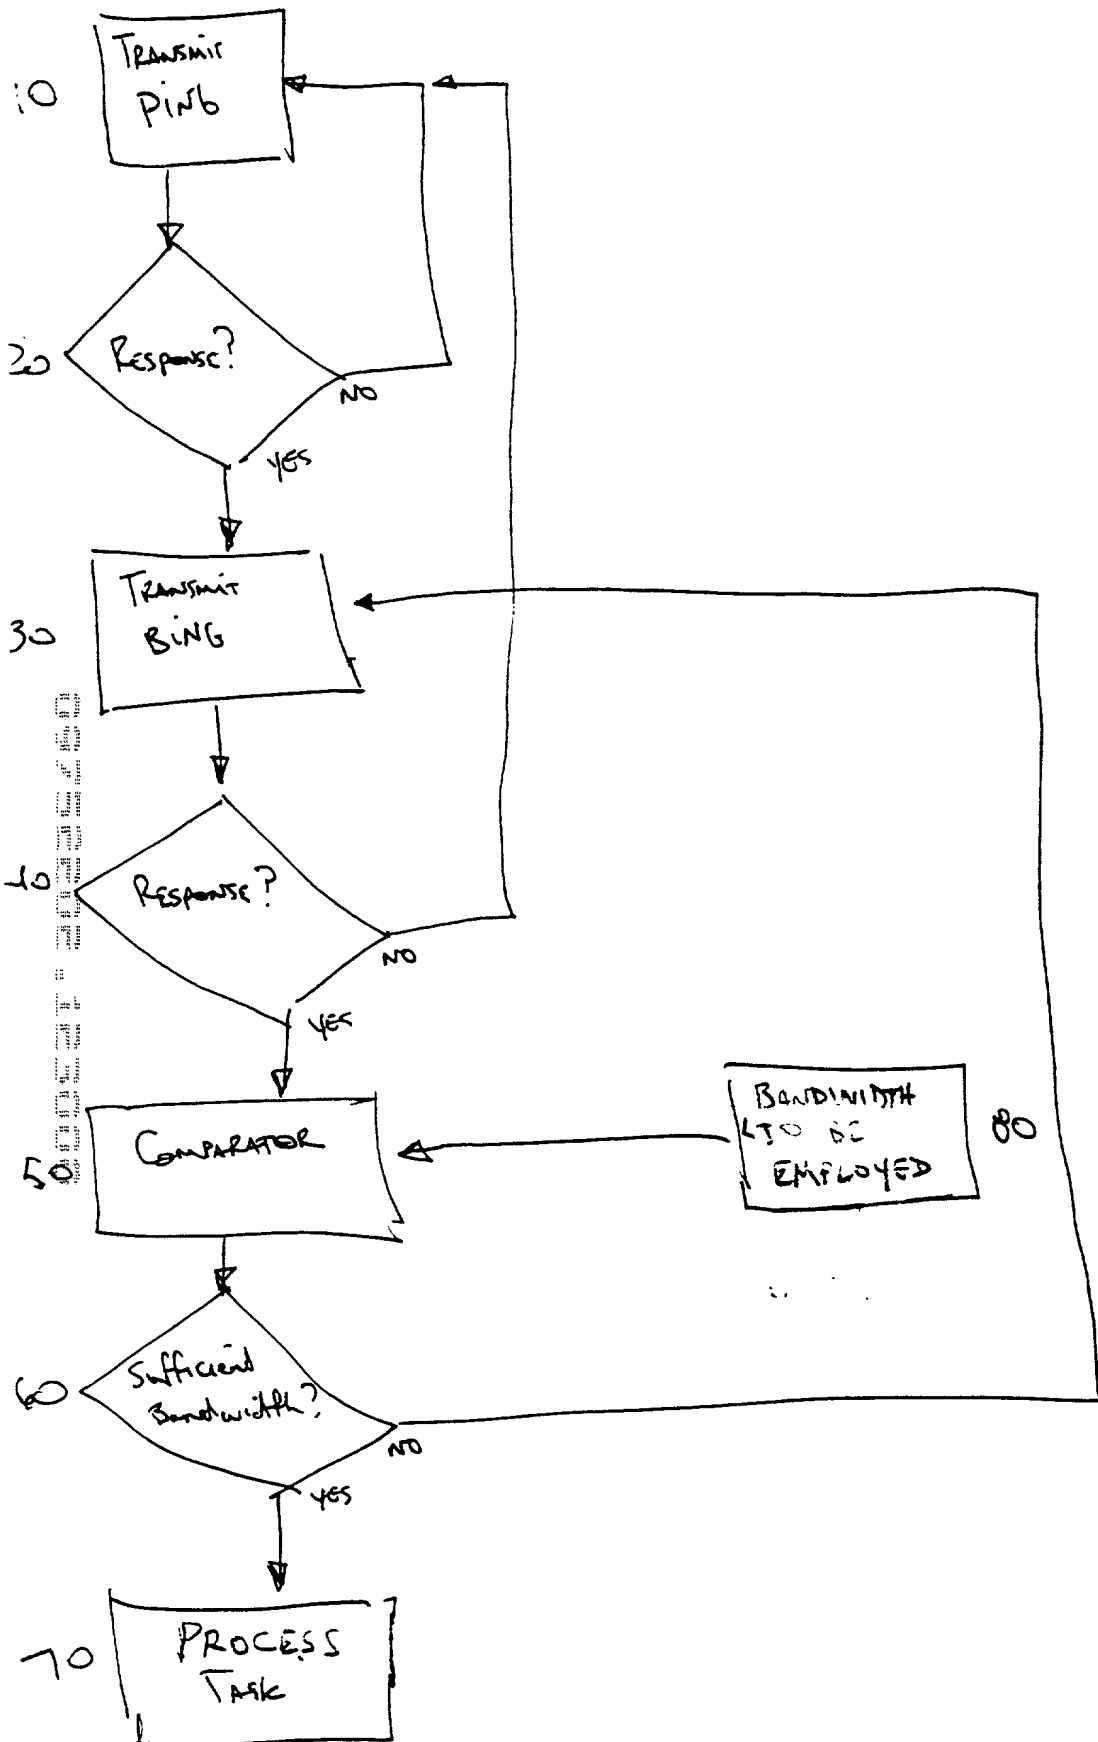 10
TRANSMIT
PING
20
RESPONSE?
NO
YES
30
TRANSMIT
BING
40
RESPONSE?
NO
YES
50
COMPARATOR
BANDWIDTH
TO BE
EMPLOYED
80
60
Sufficient
Bandwidth?
NO
YES
70
PROCESS
TASK